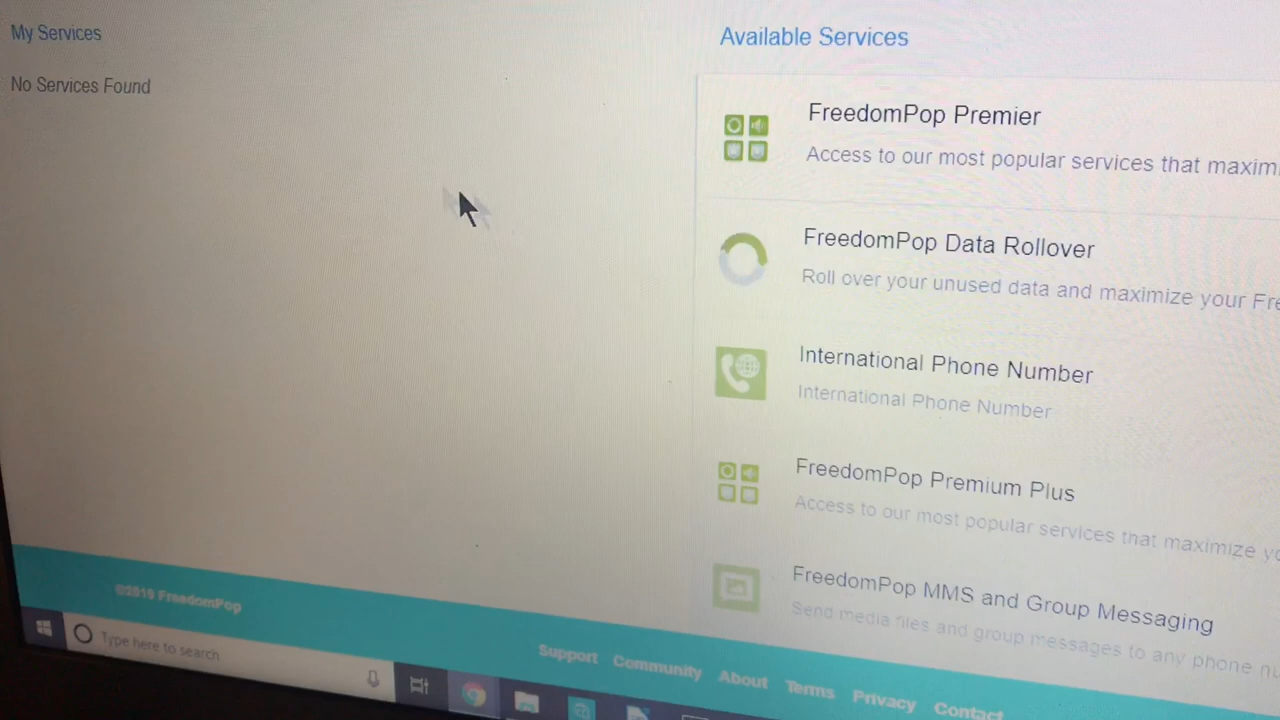 My Services
No Services Found
Available Services
FreedomPop Premier
Access to our most popular services that maxim
FreedomPop Data Rollover
Roll over your unused data and maximize your Fre
International Phone Number
International Phone Number
FreedomPop Premium Plus
Access to our most popular services that maximize yo
FreedomPop MMS and Group Messaging
Send media files and group messages to any phone nu
©2015 FreedomPop
Support Community About Terms Privacy Contact
Type here to search